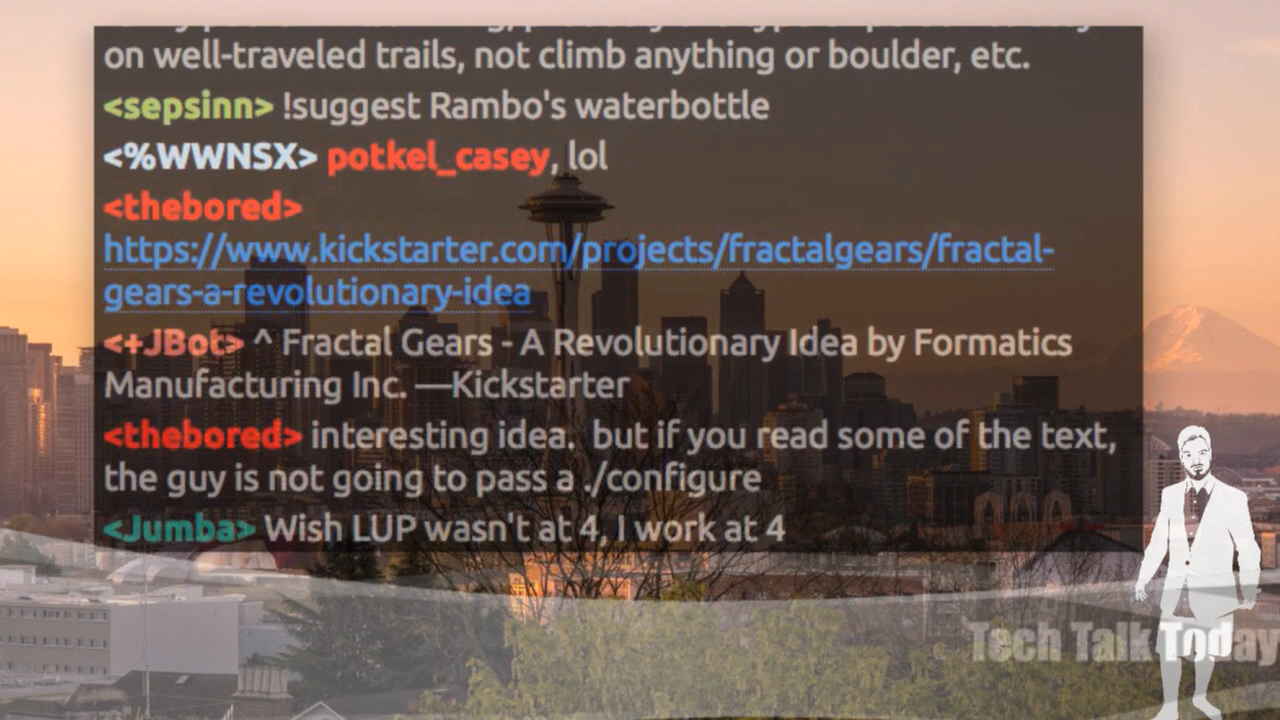 on well-traveled trails, not climb anything or boulder, etc.
<sepsinn> !suggest Rambo's waterbottle
<%WWNSX> potkel_casey, lol
<thebored>
https://www.kickstarter.com/projects/fractalgears/fractal-
gears-a-revolutionary-idea
<+JBot> ^ Fractal Gears - A Revolutionary Idea by Formatics
Manufacturing Inc. —Kickstarter
<thebored> interesting idea.  but if you read some of the text,
the guy is not going to pass a ./configure
<Jumba> Wish LUP wasn't at 4, I work at 4
Tech Talk Today